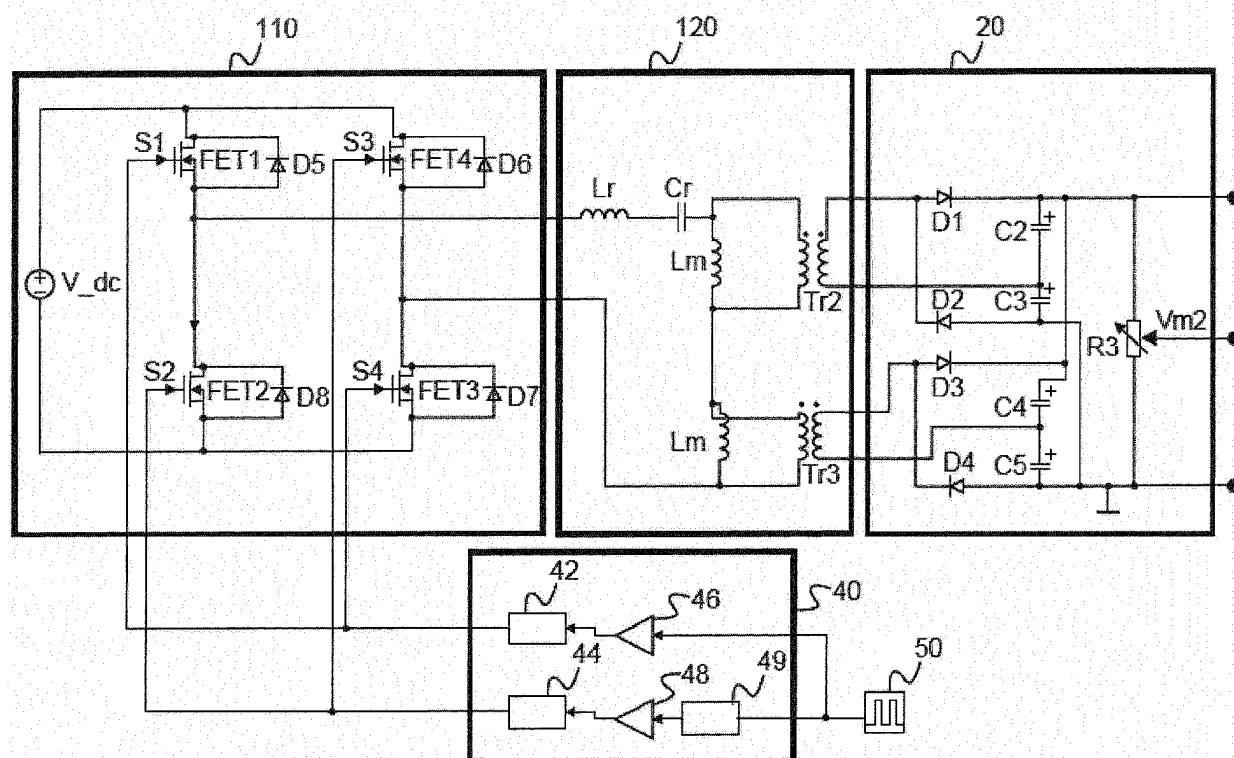 110
120
20
S1
FET1
D5
S3
FET4
D6
V_dc
S2
FET2
D8
S4
FET3
D7
Lr
Cr
Lm
Tr2
Lm
Tr3
D1
C2
+
D2
C3
+
D3
C4
+
D4
C5
+
R3
Vm2
42
46
40
44
48
49
50